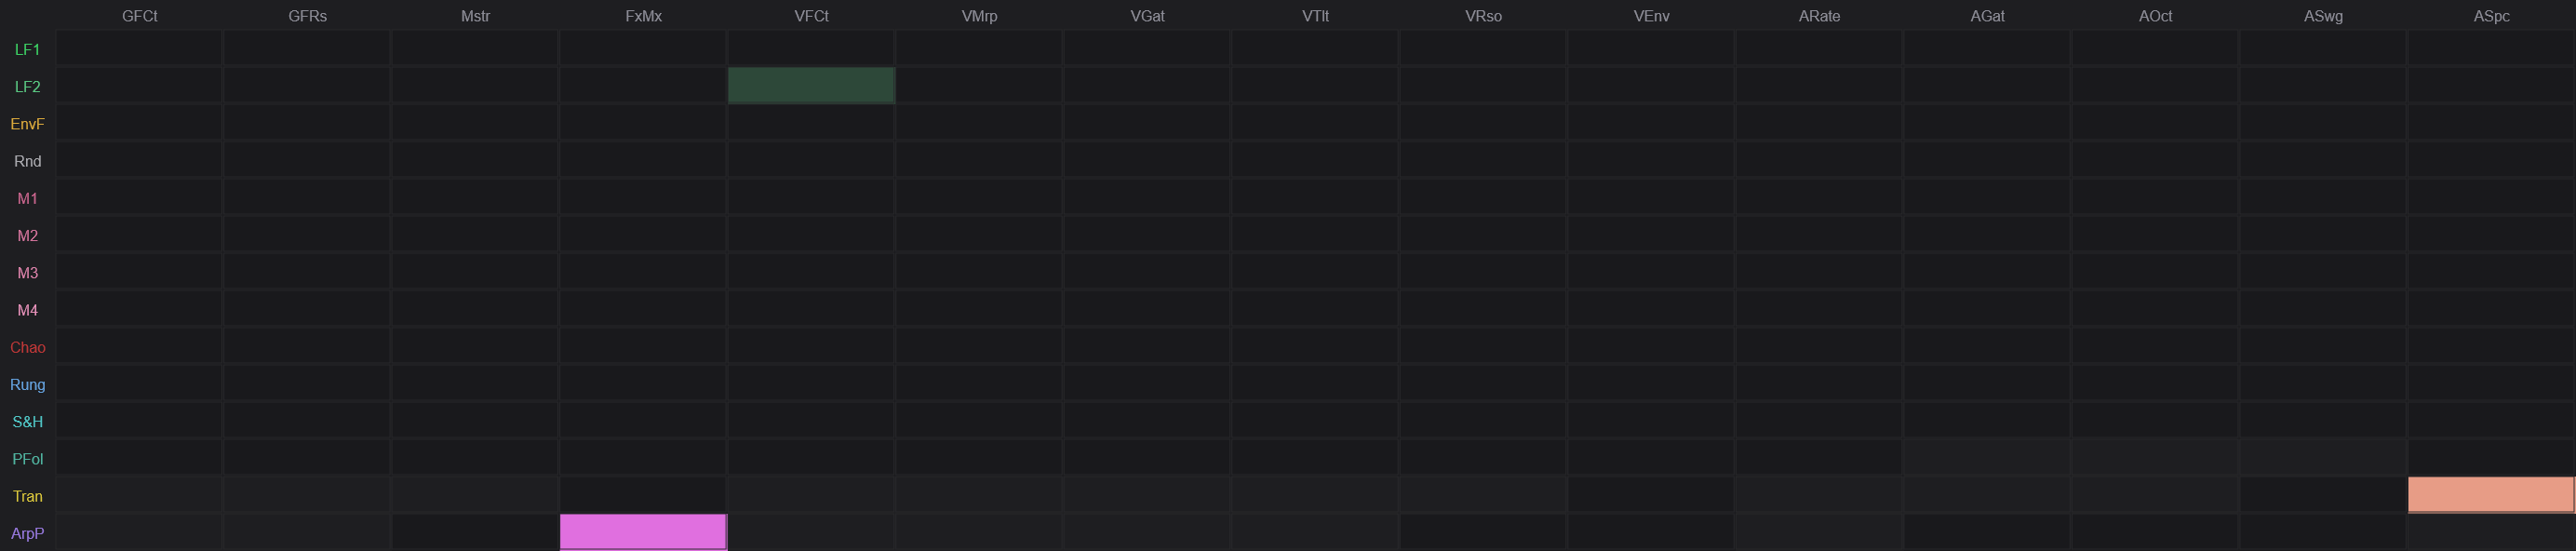 GFCt GFRs Mstr FxMx VFCt VMrp VGat VTlt VRso VEnv ARate AGat AOct ASwg ASpc
LF1
LF2
EnvF
Rnd
M1
M2
M3
M4
Chao
Rung
S&H
PFol
Tran
ArpP